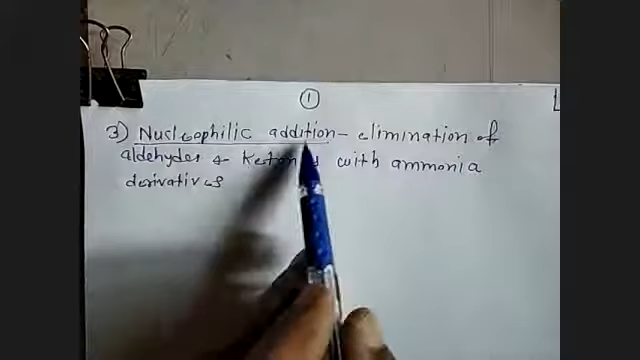 1
3) Nucleophilic addition - elimination of
aldehydes & Ketones with ammonia
derivatives